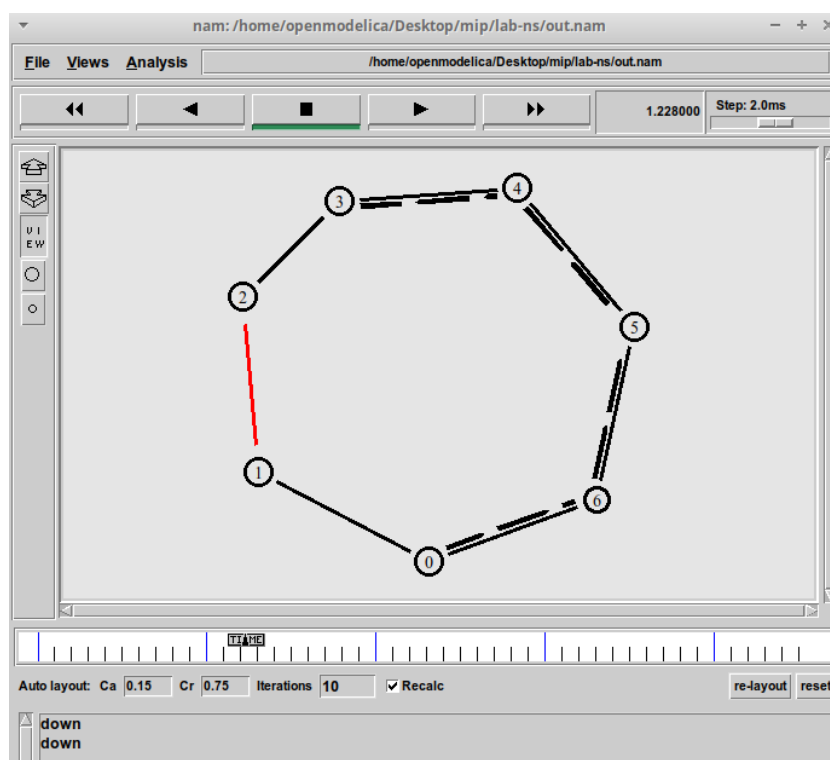 nam: /home/openmodelica/Desktop/mip/lab-ns/out.nam
File Views Analysis /home/openmodelica/Desktop/mip/lab-ns/out.nam
1.228000 Step: 2.0ms
VIEW
3
4
2
5
1
6
0
TIME
Auto layout: Ca 0.15 Cr 0.75 Iterations 10 Recalc re-layout reset
down
down